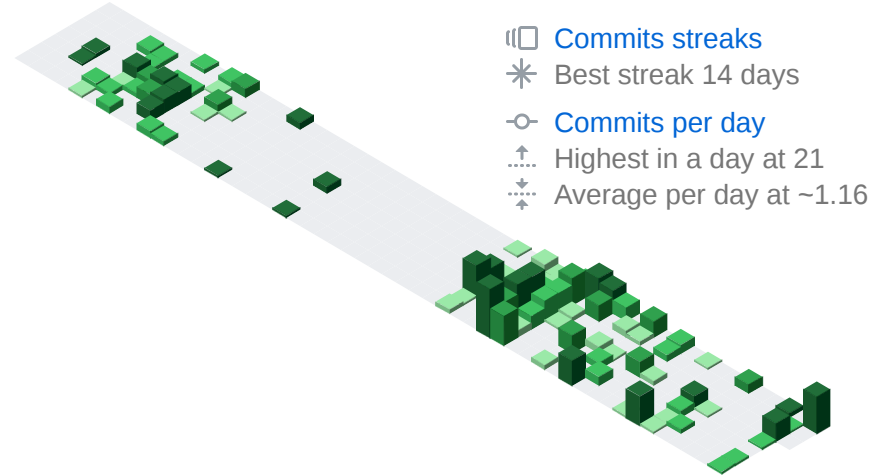 Commits streaks
Best streak 14 days
Commits per day
Highest in a day at 21
Average per day at ~1.16